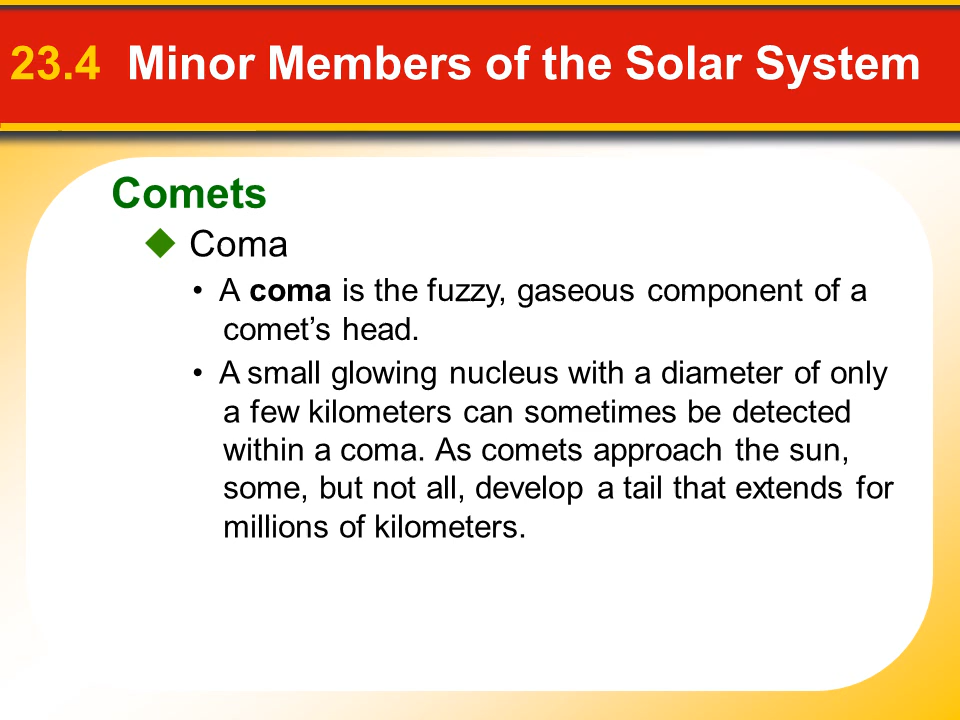 23.4 Minor Members of the Solar System
Comets
◆ Coma
• A coma is the fuzzy, gaseous component of a
comet’s head.
• A small glowing nucleus with a diameter of only
a few kilometers can sometimes be detected
within a coma. As comets approach the sun,
some, but not all, develop a tail that extends for
millions of kilometers.